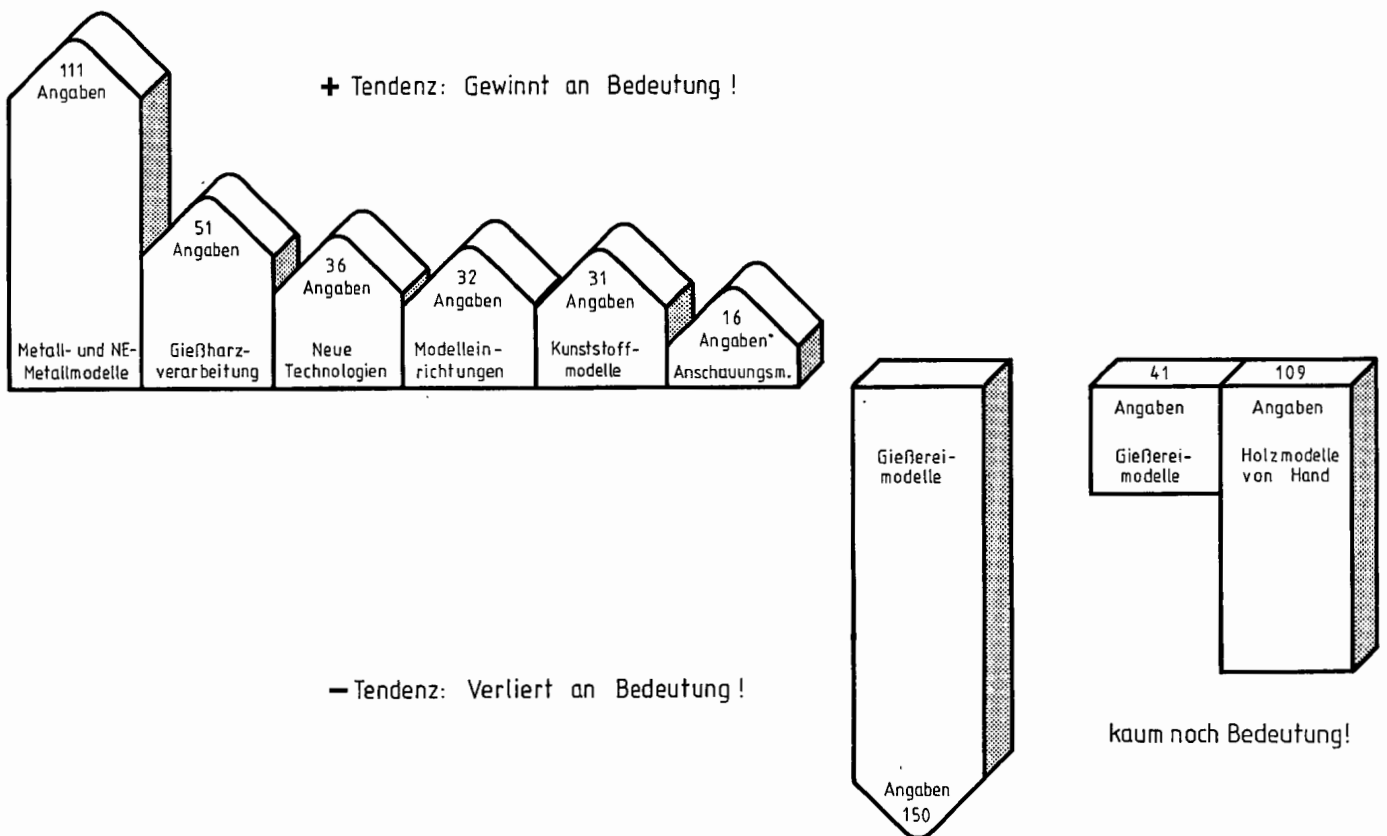 111
Angaben
Metall- und NE-
Metallmodelle
51
Angaben
Gießharz-
verarbeitung
36
Angaben
Neue
Technologien
32
Angaben
Modellein-
richtungen
31
Angaben
Kunststoff-
modelle
16
Angaben
Anschauungsm.
+ Tendenz: Gewinnt an Bedeutung !
Gießerei-
modelle
Angaben
150
41
Angaben
Gießerei-
modelle
109
Angaben
Holzmodelle
von Hand
– Tendenz: Verliert an Bedeutung !
kaum noch Bedeutung!